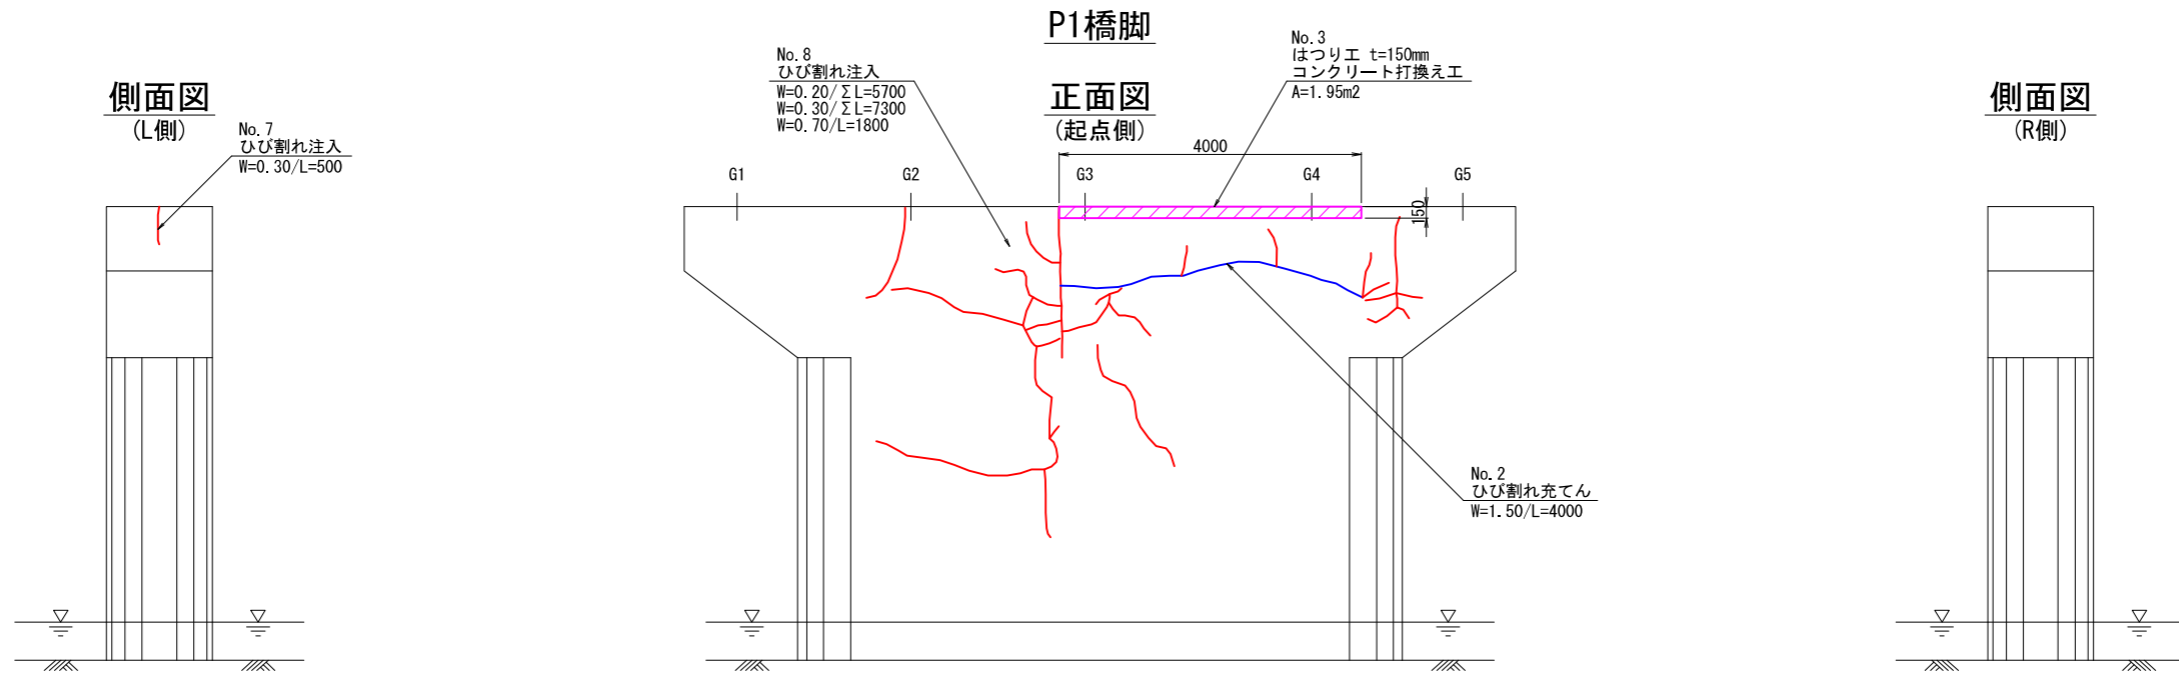 P1橋脚
側面図
(L側)
No.7
ひび割れ注入
W=0.30/L=500
No.8
ひび割れ注入
W=0.20/ΣL=5700
W=0.30/ΣL=7300
W=0.70/L=1800
正面図
(起点側)
No.3
はつり工 t=150mm
コンクリート打換え工
A=1.95m2
4000
G1
G2
G3
G4
G5
150
No.2
ひび割れ充てん
W=1.50/L=4000
側面図
(R側)